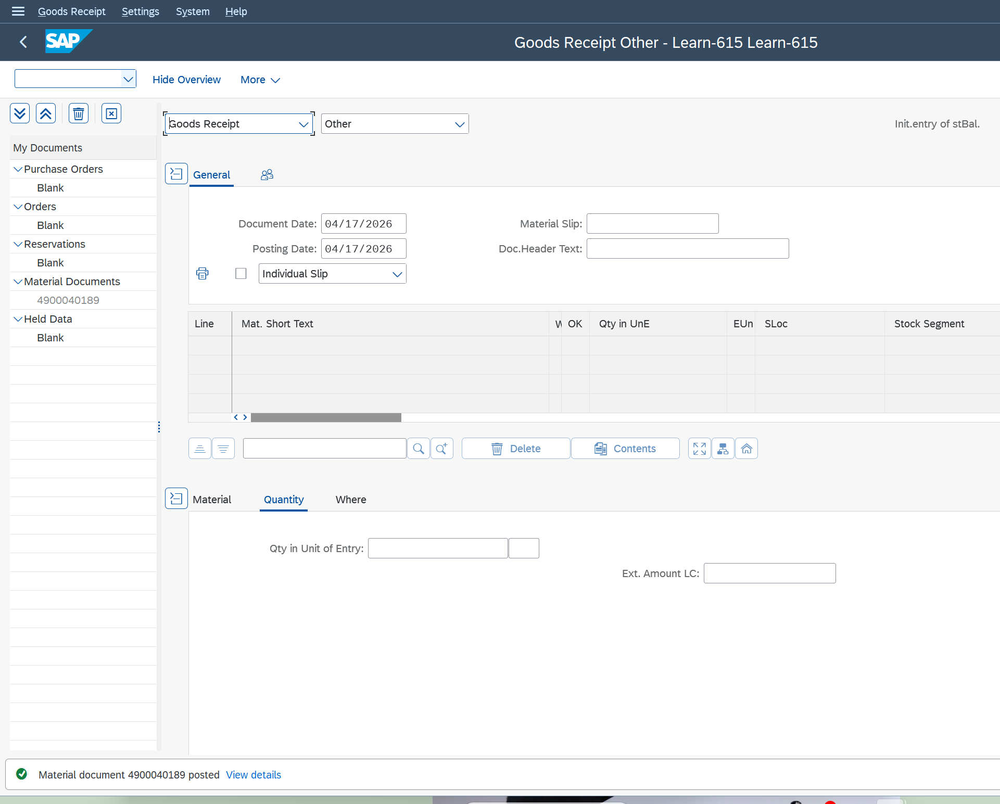 Goods Receipt Settings System Help
SAP Goods Receipt Other - Learn-615 Learn-615
Hide Overview More
Goods Receipt Other Init.entry of stBal.
My Documents
Purchase Orders
Blank
Orders
Blank
Reservations
Blank
Material Documents
4900040189
Held Data
Blank
General
Document Date: 04/17/2026 Material Slip:
Posting Date: 04/17/2026 Doc.Header Text:
Individual Slip
Line Mat. Short Text OK Qty in UnE EUn SLoc Stock Segment
Delete Contents
Material Quantity Where
Qty in Unit of Entry:
Ext. Amount LC:
Material document 4900040189 posted View details